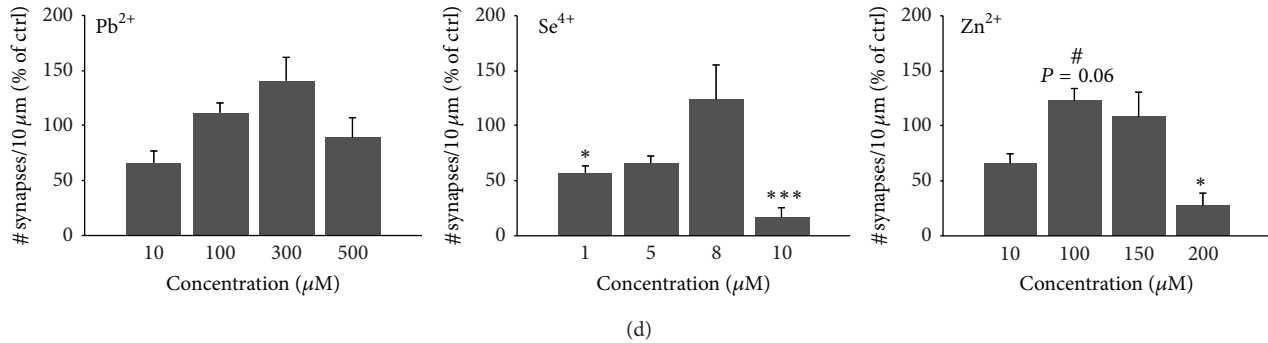 # synapses/10 μm (% of ctrl)
Pb²⁺
150
100
50
0
10 100 300 500
Concentration (μM)
# synapses/10 μm (% of ctrl)
Se⁴⁺
150
100
50
0
*
***
1 5 8 10
Concentration (μM)
# synapses/10 μm (% of ctrl)
Zn²⁺
200
150
100
50
0
#
P = 0.06
*
10 100 150 200
Concentration (μM)
(d)